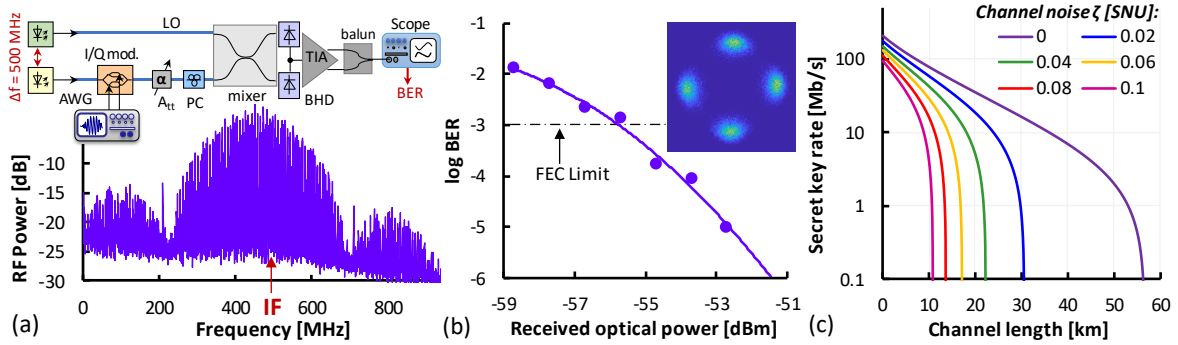 Δf = 500 MHz
LO
I/Q mod.
AWG
α
A_tt
PC
mixer
BHD
TIA
balun
Scope
BER
RF Power [dB]
-10
-15
-20
-25
-30
0
200
400
600
800
IF
Frequency [MHz]
(a)
log BER
-1
-2
-3
-4
-5
-6
FEC Limit
-59
-57
-55
-53
-51
Received optical power [dBm]
(b)
Channel noise ζ [SNU]:
0
0.02
0.04
0.06
0.08
0.1
Secret key rate [Mb/s]
100
10
1
0.1
0
10
20
30
40
50
60
Channel length [km]
(c)